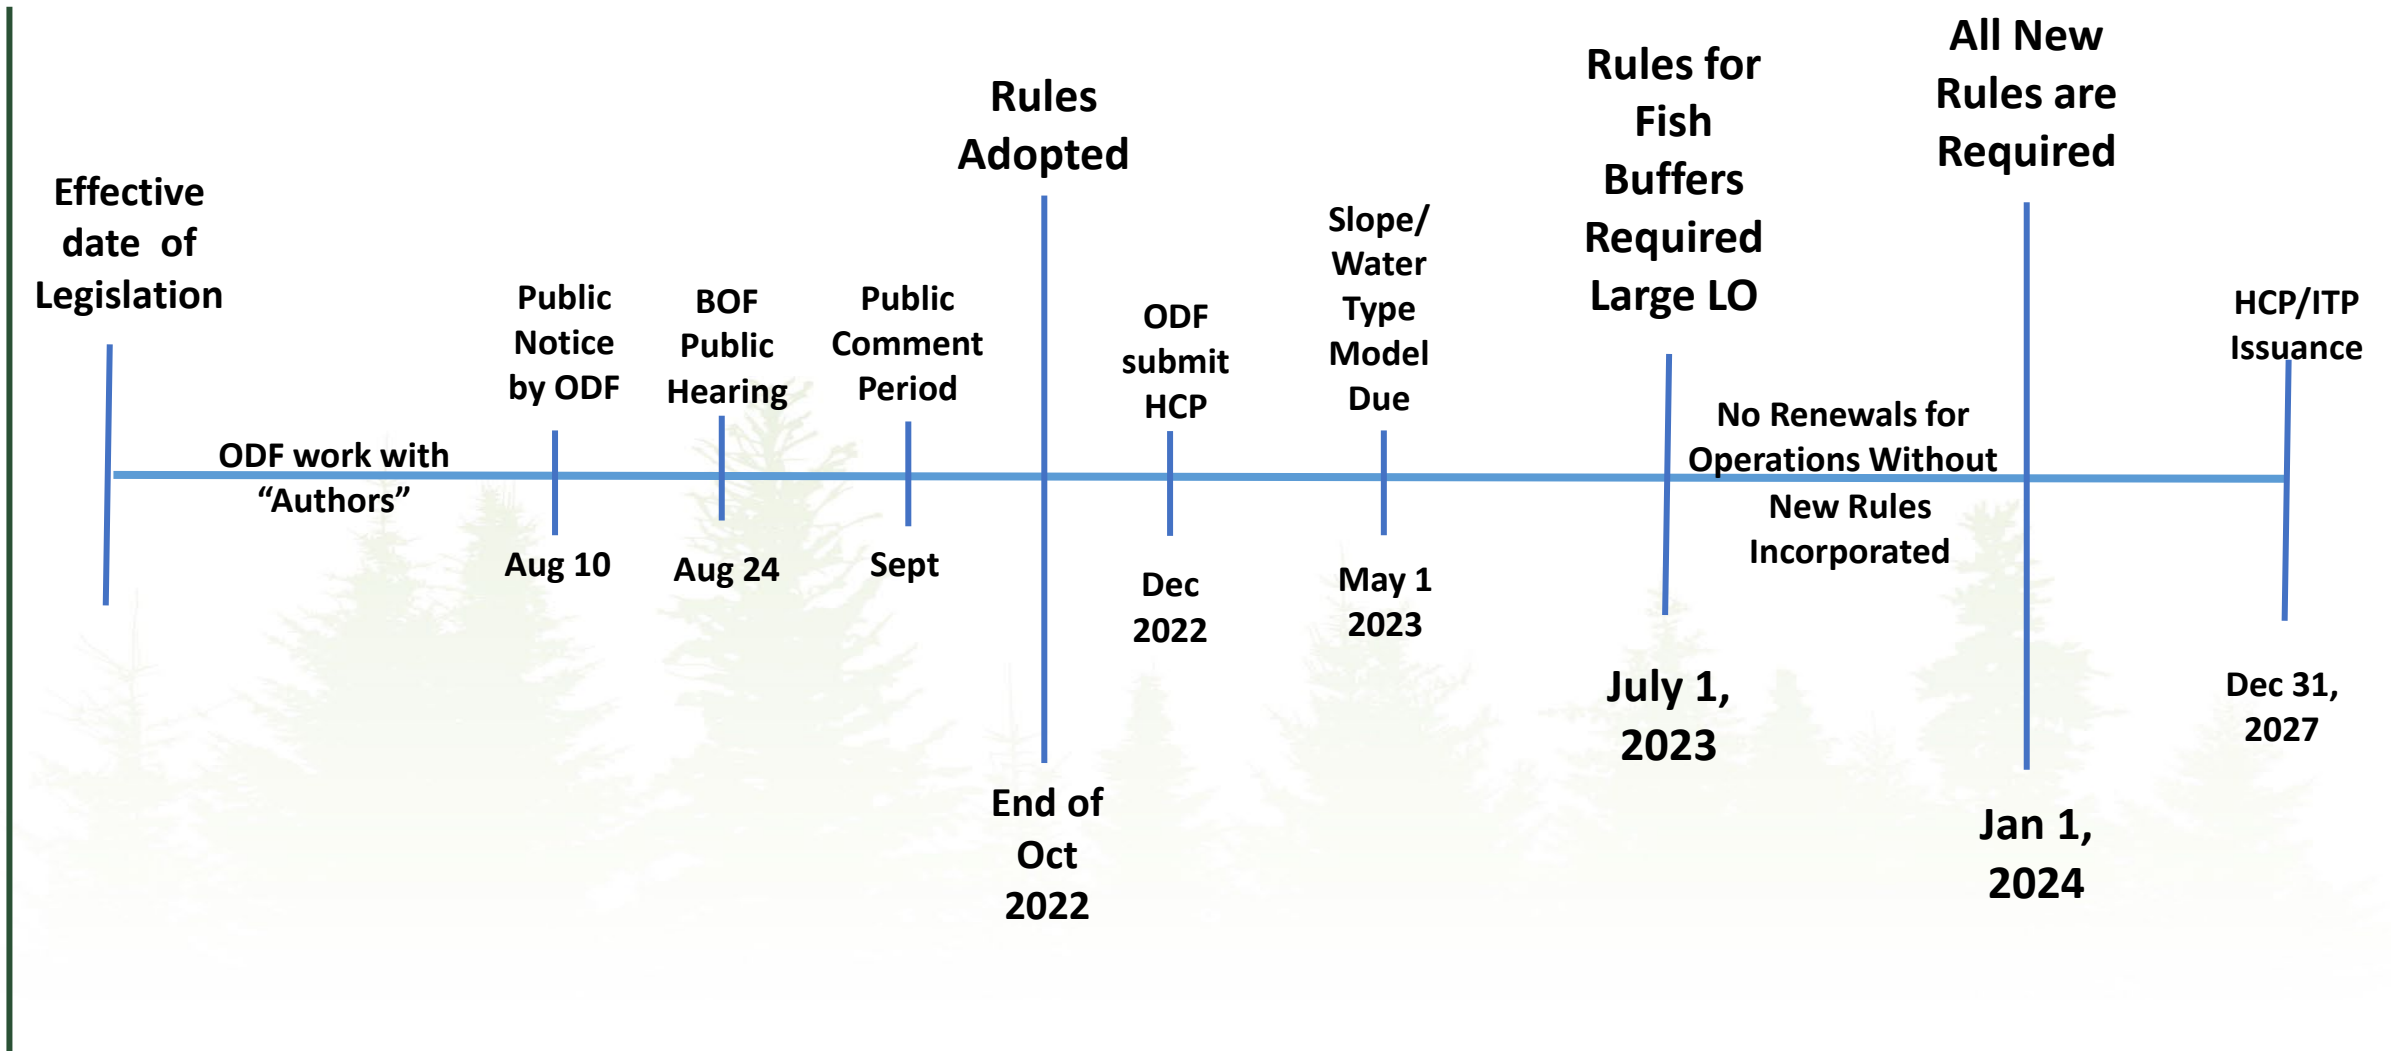 Effective
date of
Legislation
ODF work with
“Authors”
Public
Notice
by ODF
Aug 10
BOF
Public
Hearing
Aug 24
Public
Comment
Period
Sept
Rules
Adopted
End of
Oct
2022
ODF
submit
HCP
Dec
2022
Slope/
Water
Type
Model
Due
May 1
2023
Rules for
Fish
Buffers
Required
Large LO
July 1,
2023
No Renewals for
Operations Without
New Rules
Incorporated
All New
Rules are
Required
Jan 1,
2024
HCP/ITP
Issuance
Dec 31,
2027